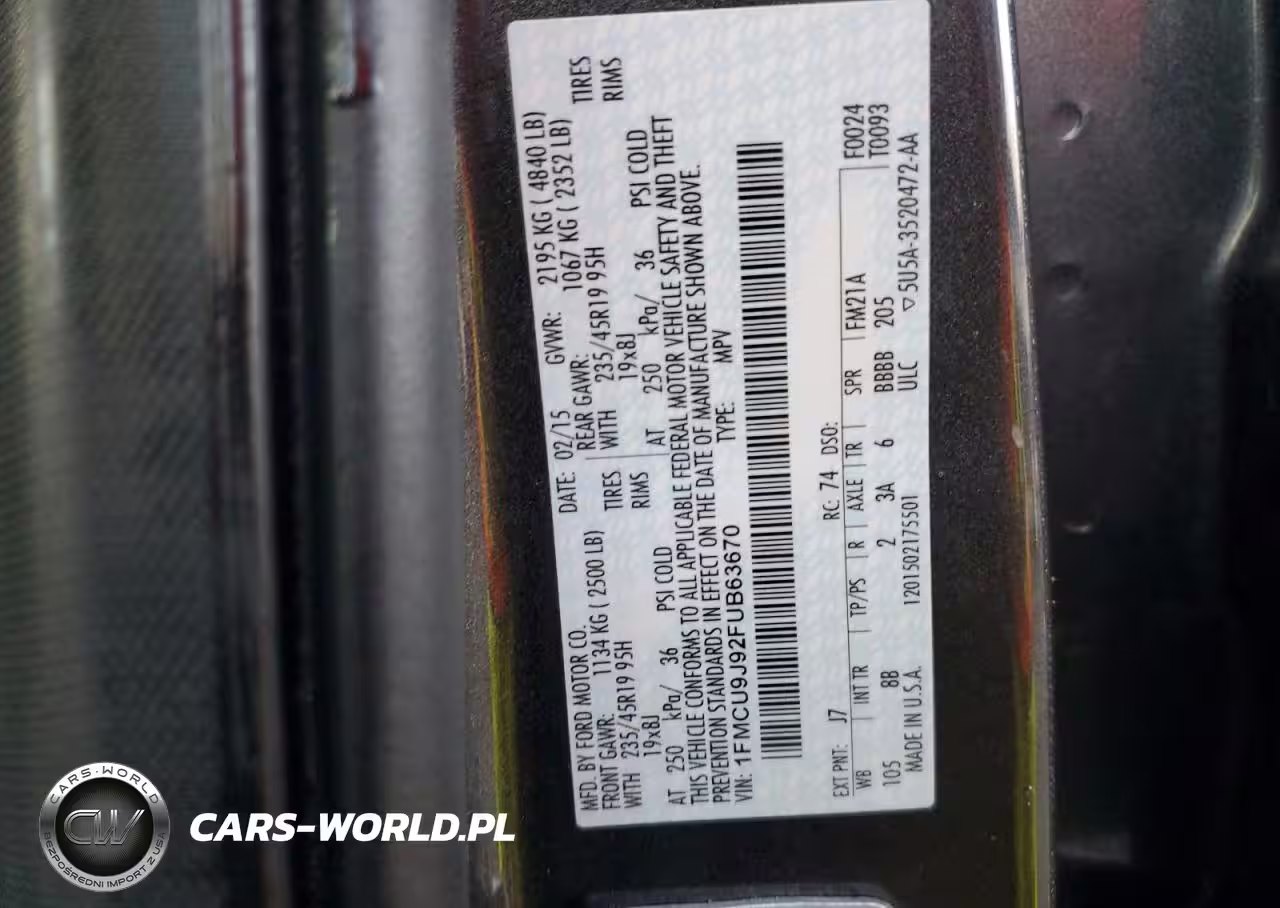 MFD. BY FORD MOTOR CO. DATE: 02/15 GVWR: 2195 KG ( 4840 LB)
FRONT GAWR: 1134 KG ( 2500 LB) REAR GAWR: 1067 KG ( 2352 LB)
WITH 235/45R19 95H TIRES WITH 235/45R19 95H TIRES
19x8J RIMS 19x8J RIMS
AT 250 kPa/ 36 PSI COLD AT 250 kPa/ 36 PSI COLD
THIS VEHICLE CONFORMS TO ALL APPLICABLE FEDERAL MOTOR VEHICLE SAFETY AND THEFT
PREVENTION STANDARDS IN EFFECT ON THE DATE OF MANUFACTURE SHOWN ABOVE.
VIN: 1FMCU9J92FUB63670 TYPE: MPV
EXT PNT: J7 RC: 74 DSO: F0024
WB INT TR TP/PS R AXLE TR SPR FM21A T0093
105 8B 2 3A 6 BBBB 205
MADE IN U.S.A. 120150217S501 ULC ▽5U5A-3520472-AA
CARS-WORLD
CW
BEZPOŚREDNI IMPORT Z USA
CARS-WORLD.PL